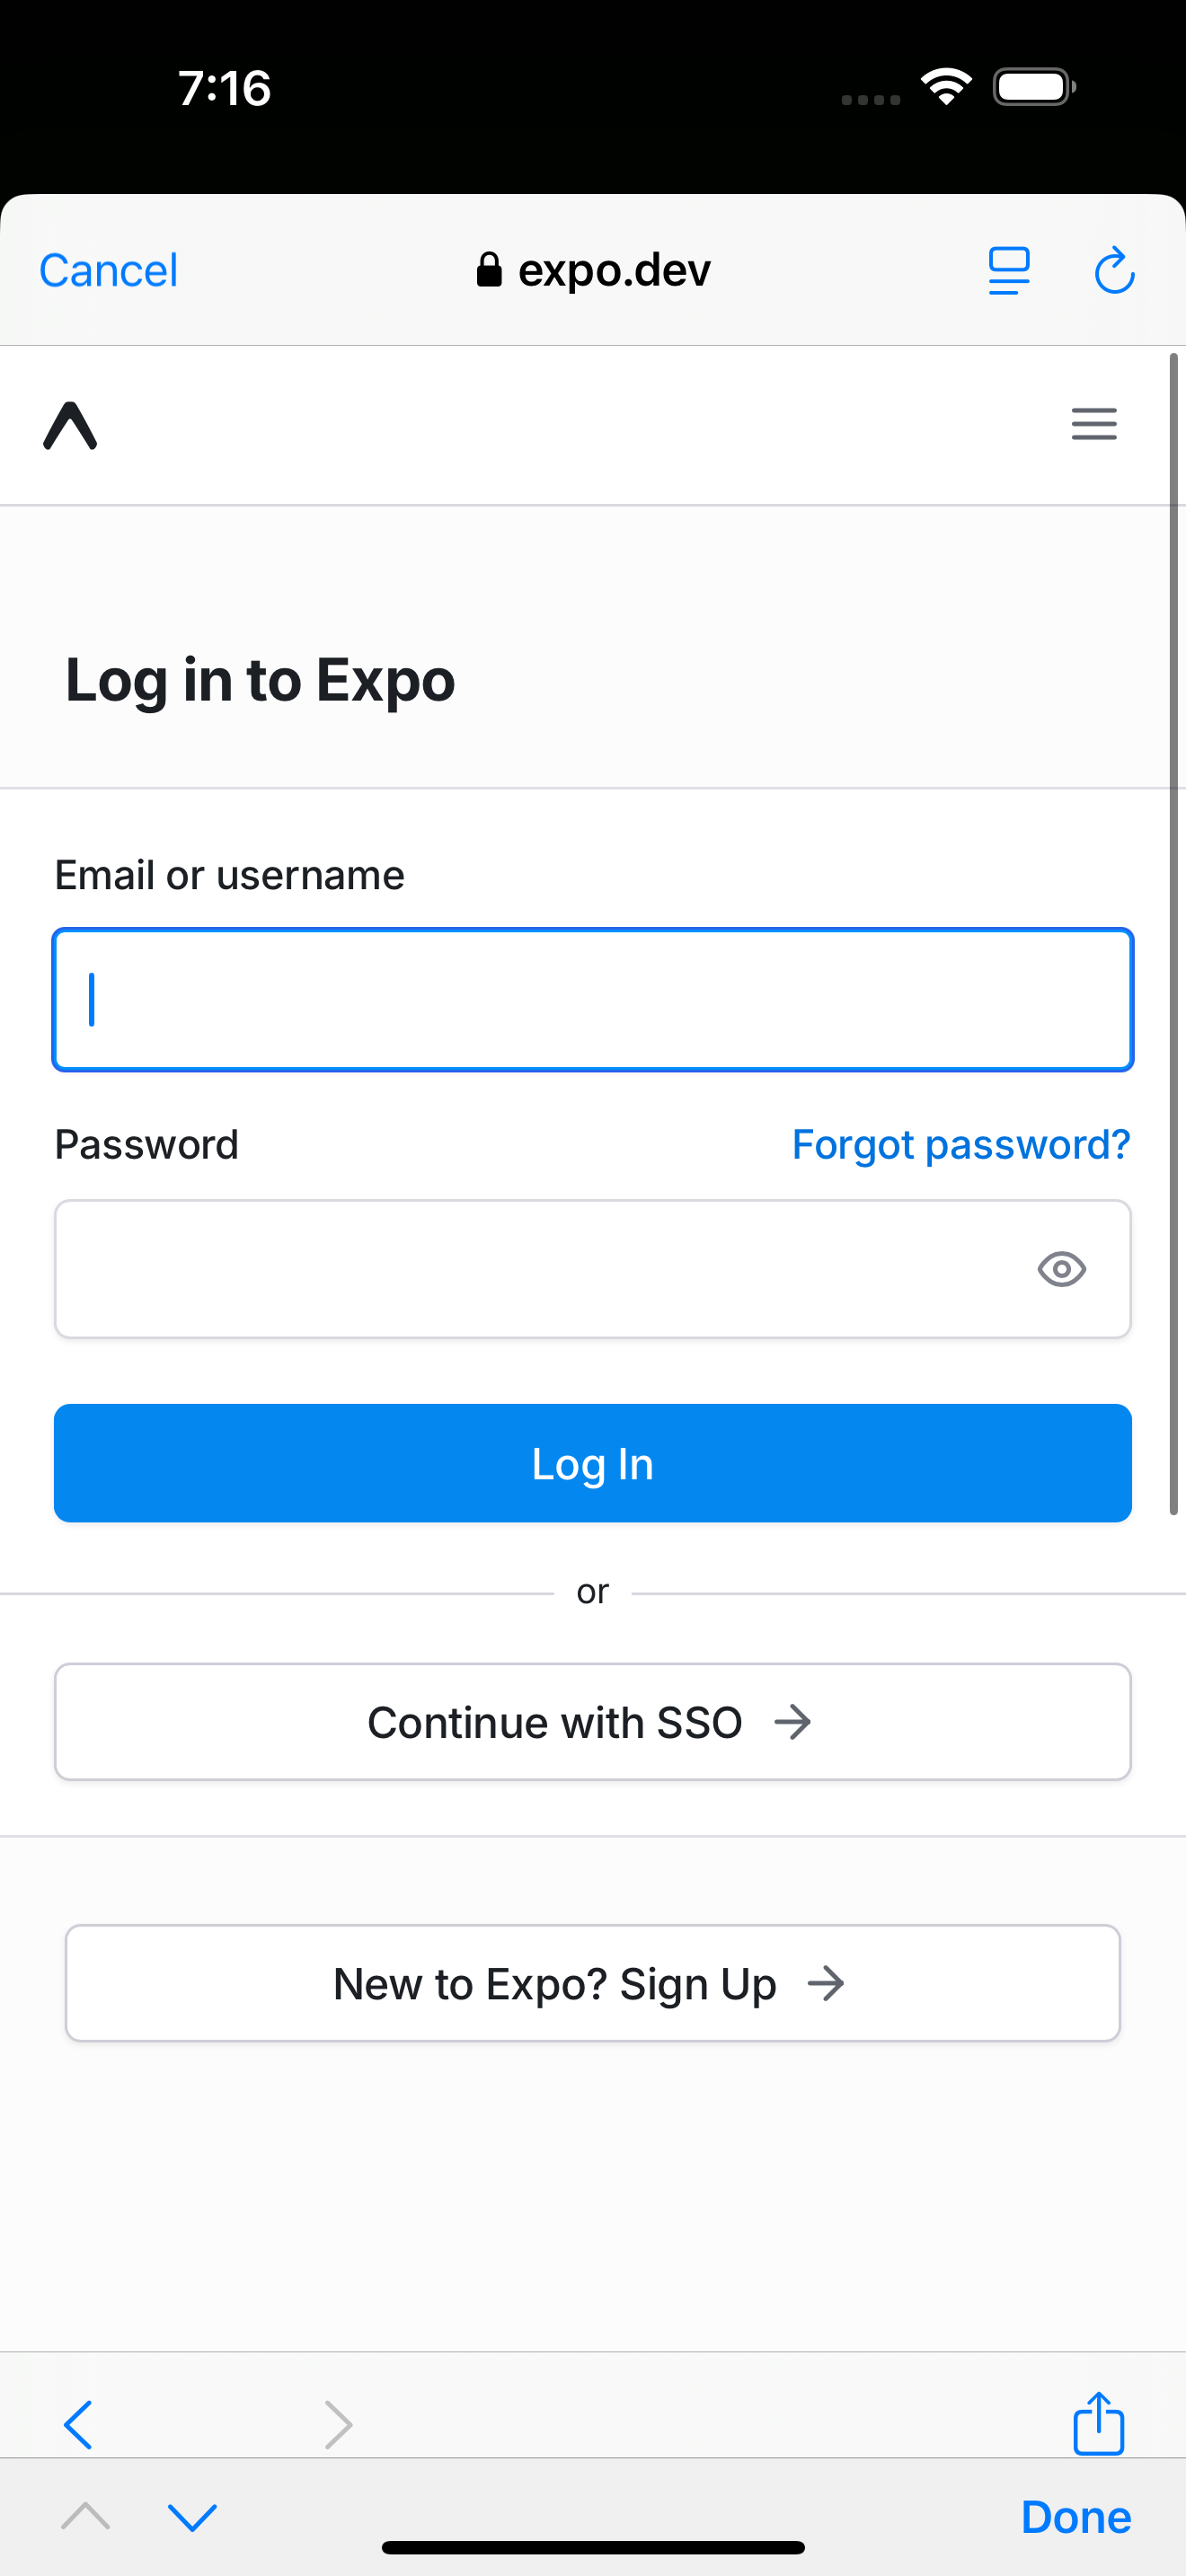 7:16
Cancel
expo.dev
Log in to Expo
Email or username
Password
Forgot password?
Log In
or
Continue with SSO
New to Expo? Sign Up
Done